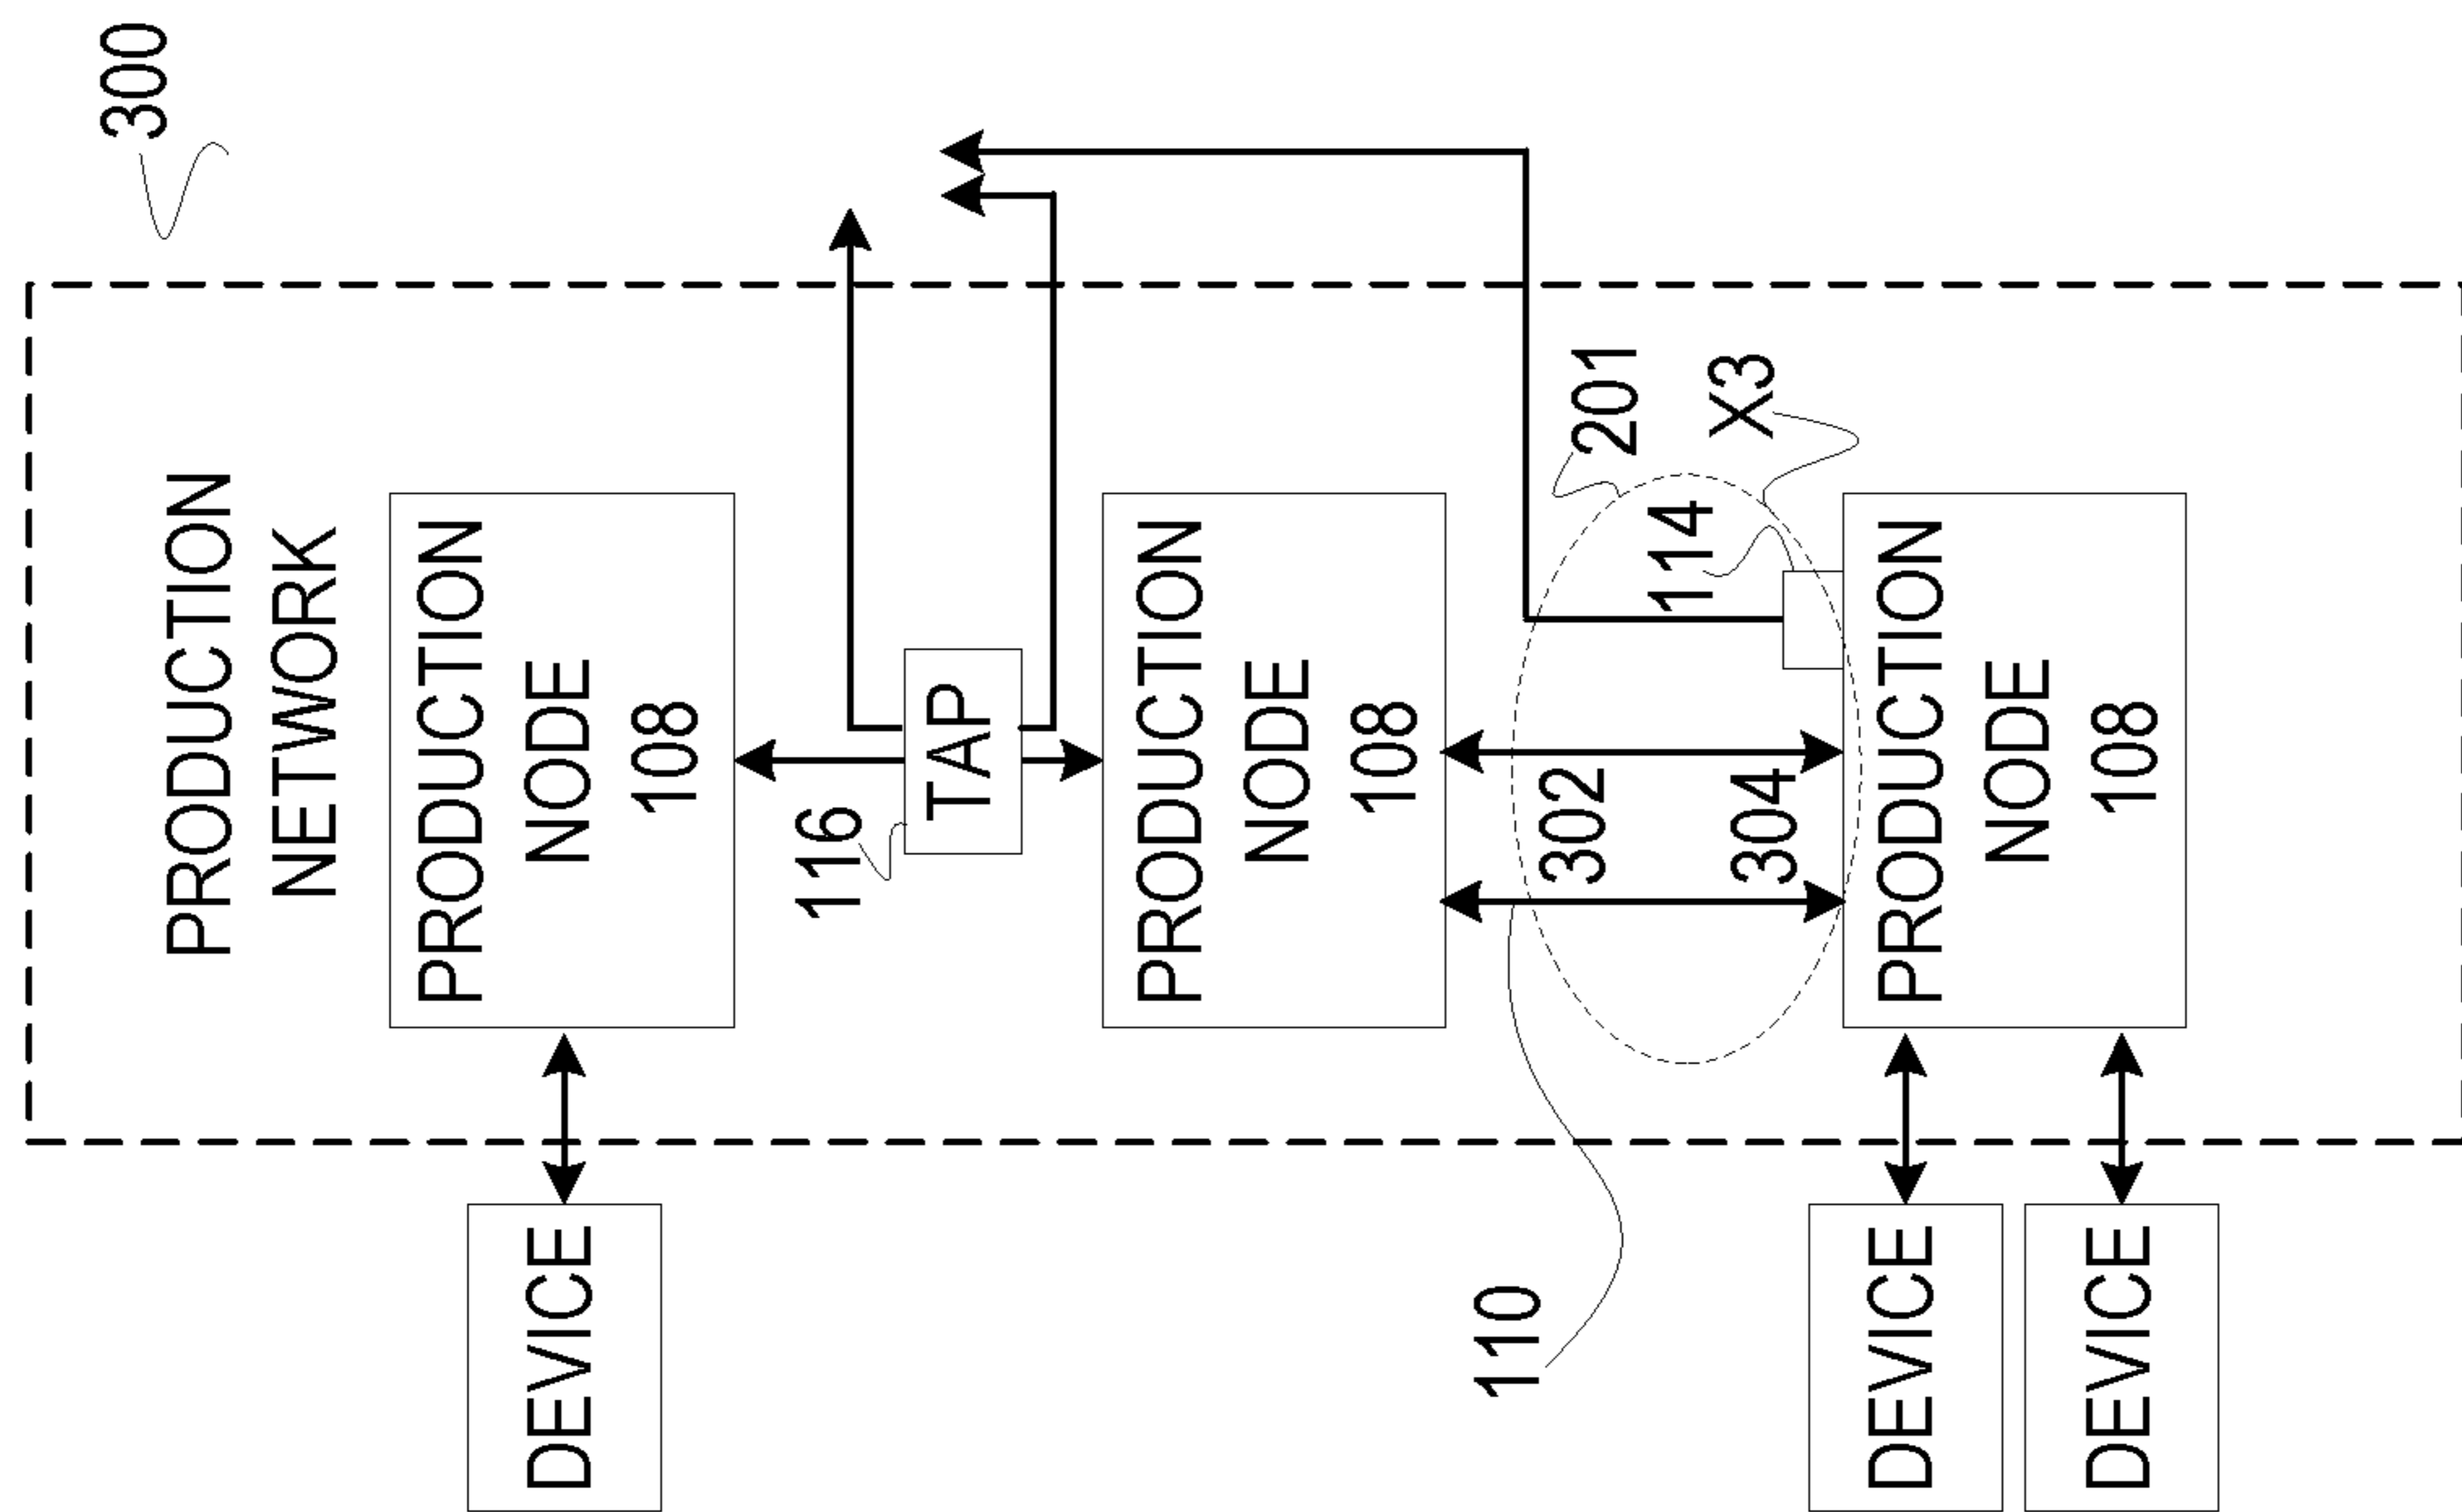 300
PRODUCTION
NETWORK
PRODUCTION
NODE
108
116
TAP
PRODUCTION
NODE
108
201
X3
114
302
304
PRODUCTION
NODE
108
110
DEVICE
DEVICE
DEVICE